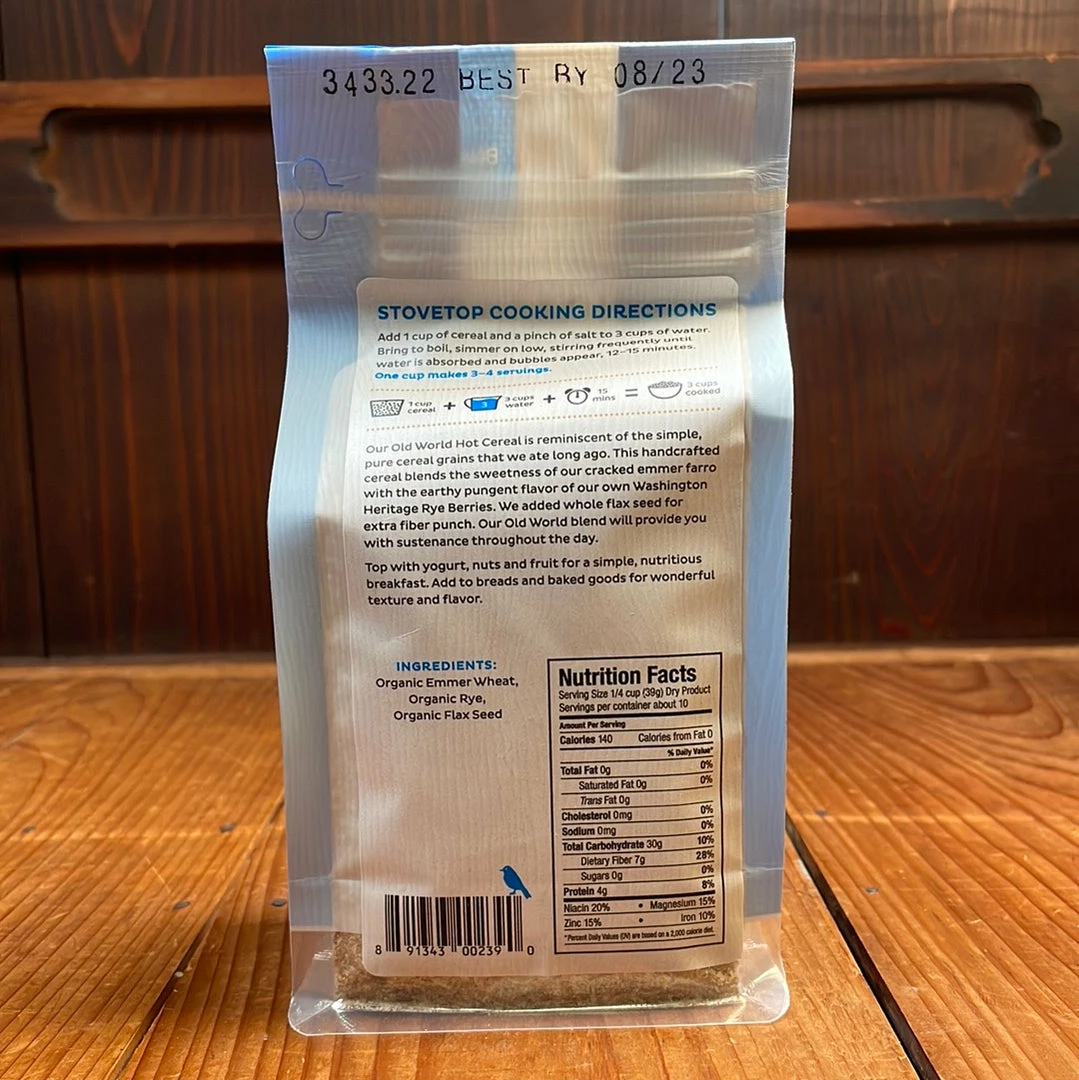 3433.22 BEST BY 08/23
STOVETOP COOKING DIRECTIONS
Add 1 cup of cereal and a pinch of salt to 3 cups of water.
Bring to boil, simmer on low, stirring frequently until
water is absorbed and bubbles appear, 12–15 minutes.
One cup makes 3–4 servings.
1 cup cereal + 3 3 cups water + 15 mins = 3 cups cooked
Our Old World Hot Cereal is reminiscent of the simple,
pure cereal grains that we ate long ago. This handcrafted
cereal blends the sweetness of our cracked emmer farro
with the earthy pungent flavor of our own Washington
Heritage Rye Berries. We added whole flax seed for
extra fiber punch. Our Old World blend will provide you
with sustenance throughout the day.
Top with yogurt, nuts and fruit for a simple, nutritious
breakfast. Add to breads and baked goods for wonderful
texture and flavor.
INGREDIENTS:
Organic Emmer Wheat,
Organic Rye,
Organic Flax Seed
Nutrition Facts
Serving Size 1/4 cup (39g) Dry Product
Servings per container about 10
Amount Per Serving
Calories 140 Calories from Fat 0
% Daily Value*
Total Fat 0g 0%
Saturated Fat 0g 0%
Trans Fat 0g
Cholesterol 0mg 0%
Sodium 0mg 0%
Total Carbohydrate 30g 10%
Dietary Fiber 7g 28%
Sugars 0g 0%
Protein 4g 8%
Niacin 20% • Magnesium 15%
Zinc 15% • Iron 10%
*Percent Daily Values (DV) are based on a 2,000 calorie diet.
8 91343 00239 0